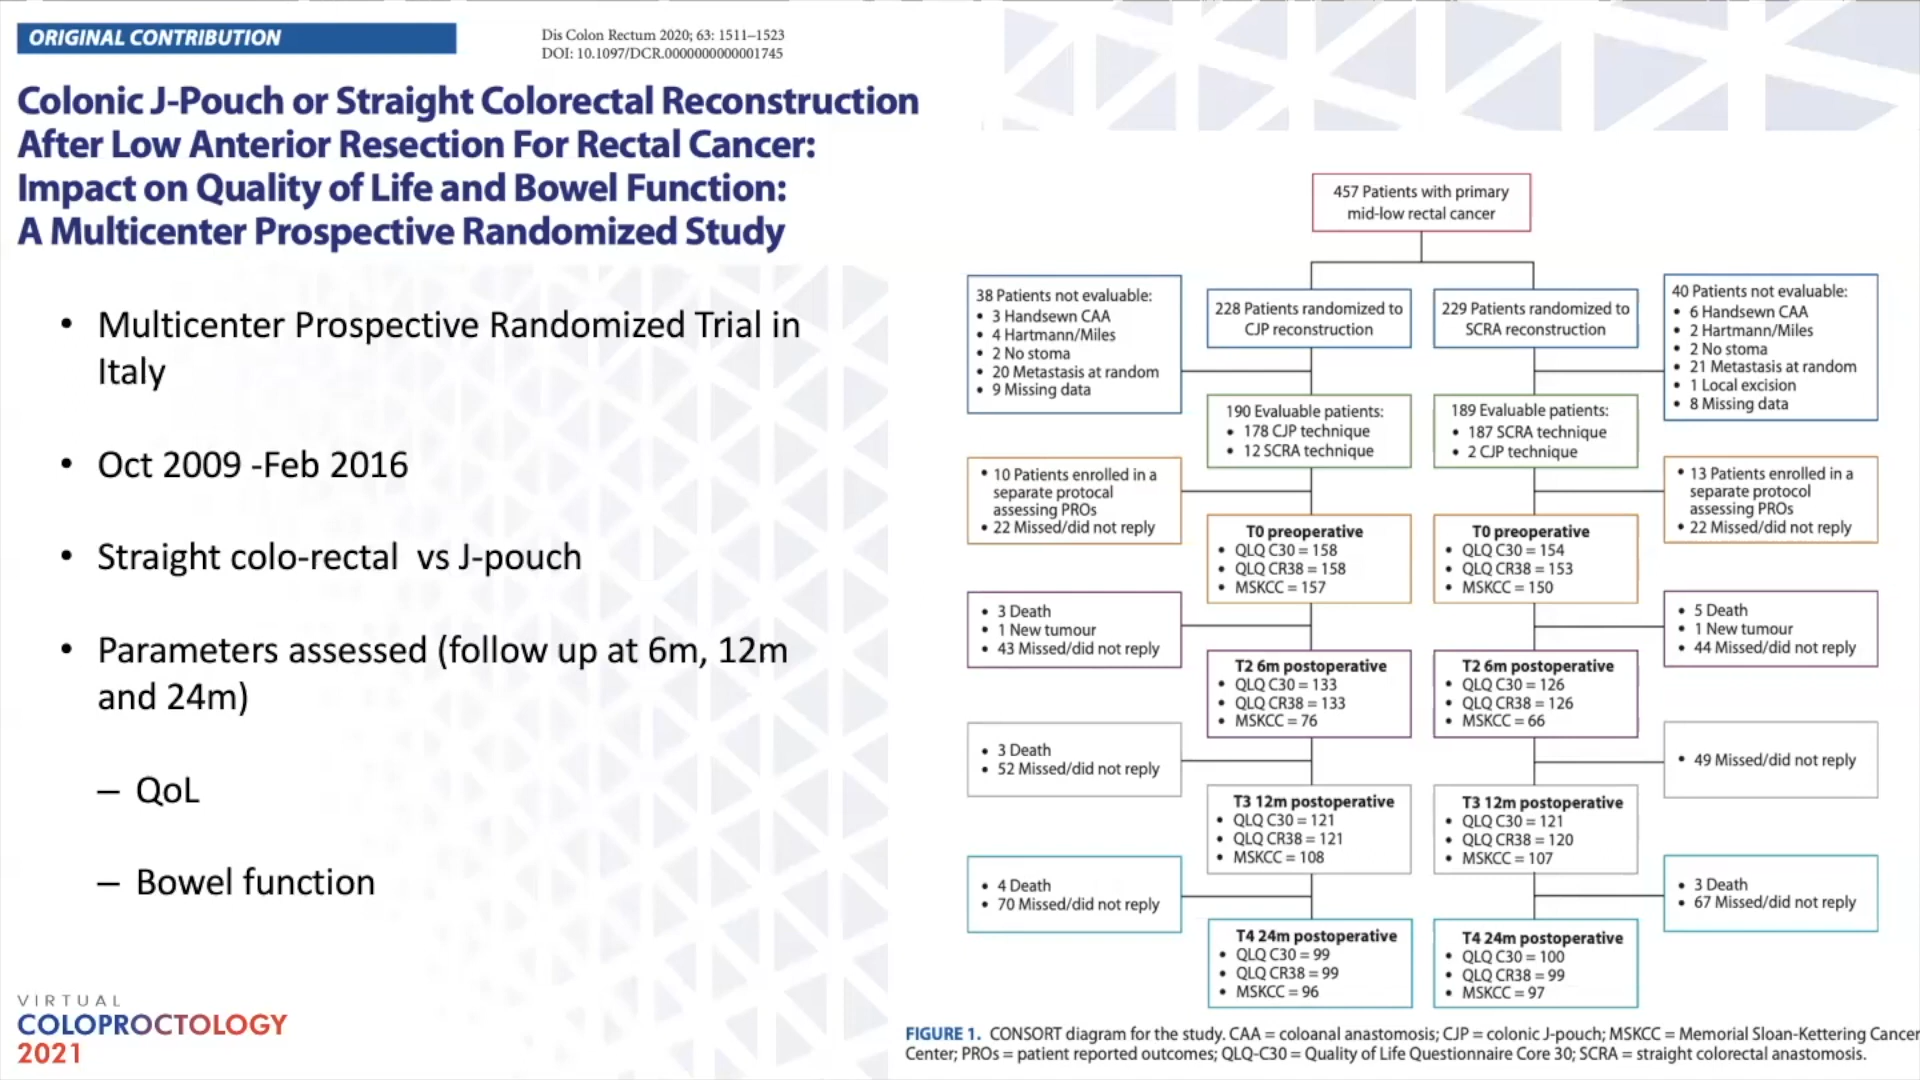 ORIGINAL CONTRIBUTION
Dis Colon Rectum 2020; 63: 1511–1523
DOI: 10.1097/DCR.0000000000001745
Colonic J-Pouch or Straight Colorectal Reconstruction
After Low Anterior Resection For Rectal Cancer:
Impact on Quality of Life and Bowel Function:
A Multicenter Prospective Randomized Study
• Multicenter Prospective Randomized Trial in
Italy
• Oct 2009 -Feb 2016
• Straight colo-rectal vs J-pouch
• Parameters assessed (follow up at 6m, 12m
and 24m)
– QoL
– Bowel function
VIRTUAL
COLOPROCTOLOGY
2021
457 Patients with primary
mid-low rectal cancer
38 Patients not evaluable:
• 3 Handsewn CAA
• 4 Hartmann/Miles
• 2 No stoma
• 20 Metastasis at random
• 9 Missing data
228 Patients randomized to
CJP reconstruction
229 Patients randomized to
SCRA reconstruction
40 Patients not evaluable:
• 6 Handsewn CAA
• 2 Hartmann/Miles
• 2 No stoma
• 21 Metastasis at random
• 1 Local excision
• 8 Missing data
190 Evaluable patients:
• 178 CJP technique
• 12 SCRA technique
189 Evaluable patients:
• 187 SCRA technique
• 2 CJP technique
• 10 Patients enrolled in a
separate protocal
assessing PROs
• 22 Missed/did not reply
• 13 Patients enrolled in a
separate protocol
assessing PROs
• 22 Missed/did not reply
T0 preoperative
• QLQ C30 = 158
• QLQ CR38 = 158
• MSKCC = 157
T0 preoperative
• QLQ C30 = 154
• QLQ CR38 = 153
• MSKCC = 150
• 3 Death
• 1 New tumour
• 43 Missed/did not reply
• 5 Death
• 1 New tumour
• 44 Missed/did not reply
T2 6m postoperative
• QLQ C30 = 133
• QLQ CR38 = 133
• MSKCC = 76
T2 6m postoperative
• QLQ C30 = 126
• QLQ CR38 = 126
• MSKCC = 66
• 3 Death
• 52 Missed/did not reply
• 49 Missed/did not reply
T3 12m postoperative
• QLQ C30 = 121
• QLQ CR38 = 121
• MSKCC = 108
T3 12m postoperative
• QLQ C30 = 121
• QLQ CR38 = 120
• MSKCC = 107
• 4 Death
• 70 Missed/did not reply
• 3 Death
• 67 Missed/did not reply
T4 24m postoperative
• QLQ C30 = 99
• QLQ CR38 = 99
• MSKCC = 96
T4 24m postoperative
• QLQ C30 = 100
• QLQ CR38 = 99
• MSKCC = 97
FIGURE 1. CONSORT diagram for the study. CAA = coloanal anastomosis; CJP = colonic J-pouch; MSKCC = Memorial Sloan-Kettering Cancer
Center; PROs = patient reported outcomes; QLQ-C30 = Quality of Life Questionnaire Core 30; SCRA = straight colorectal anastomosis.